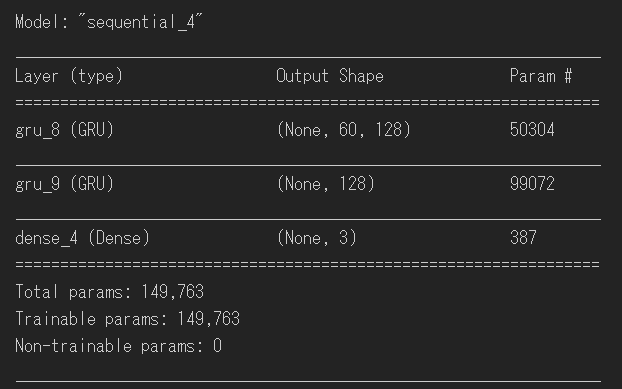 Model: "sequential_4"
Layer (type) Output Shape Param #
=================================================================
gru_8 (GRU) (None, 60, 128) 50304
gru_9 (GRU) (None, 128) 99072
dense_4 (Dense) (None, 3) 387
=================================================================
Total params: 149,763
Trainable params: 149,763
Non-trainable params: 0